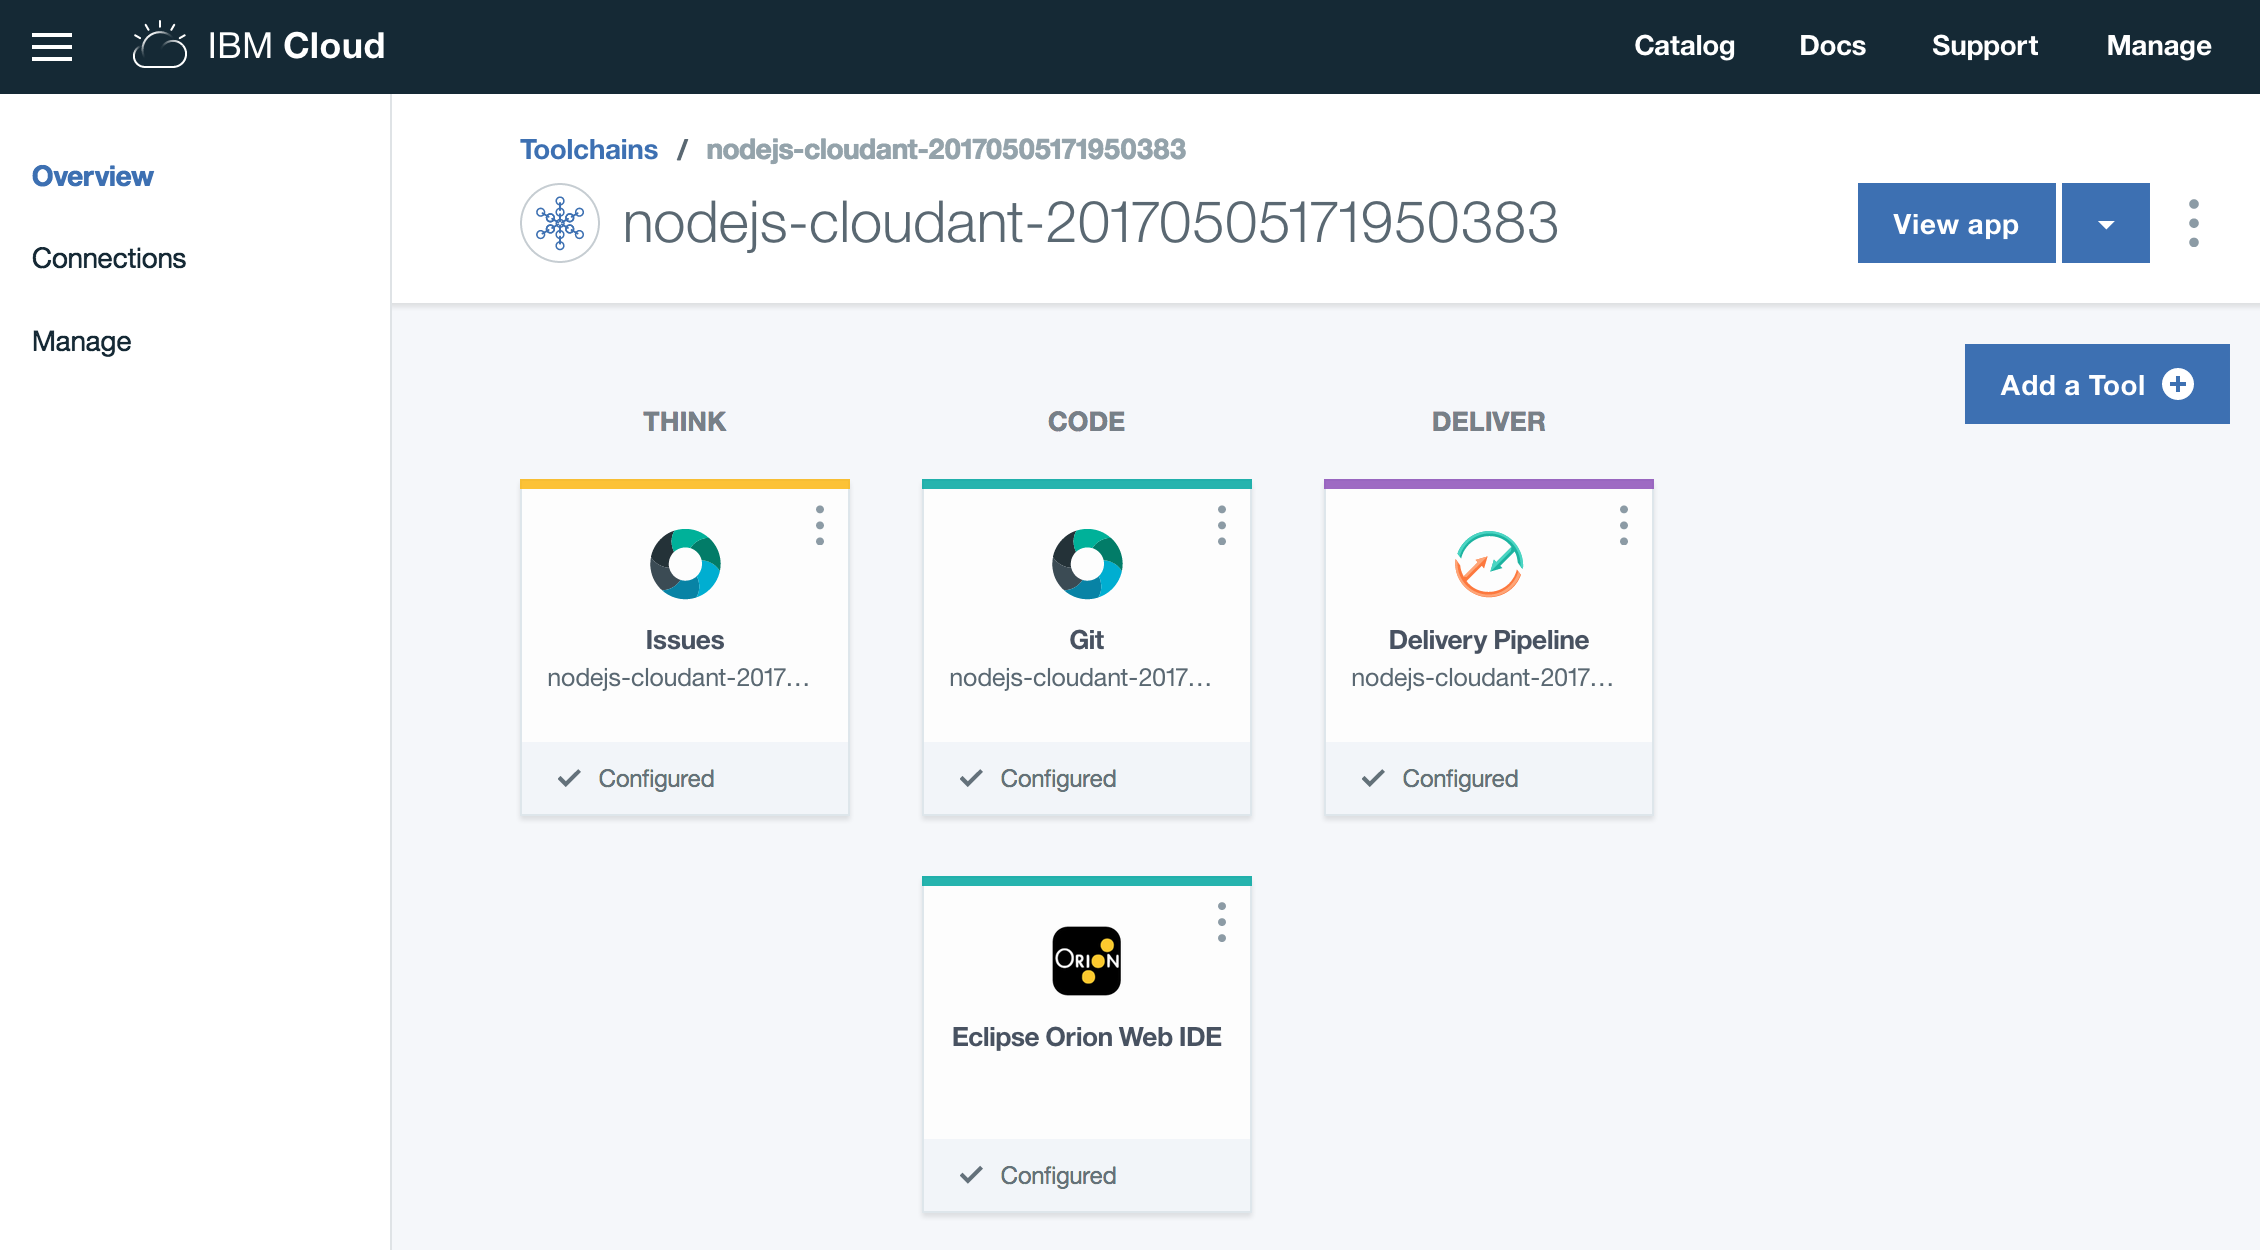 IBM Cloud
Catalog
Docs
Support
Manage
Overview
Connections
Manage
Toolchains / nodejs-cloudant-20170505171950383
nodejs-cloudant-20170505171950383
View app
Add a Tool
THINK
CODE
DELIVER
Issues
nodejs-cloudant-2017...
Configured
Git
nodejs-cloudant-2017...
Configured
Delivery Pipeline
nodejs-cloudant-2017...
Configured
ORION
Eclipse Orion Web IDE
Configured